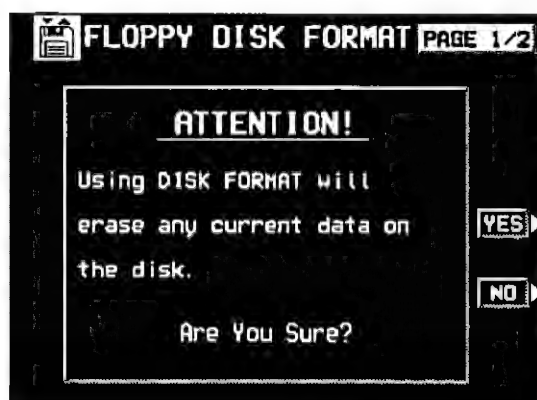 FLOPPY DISK FORMAT PAGE 1/2
ATTENTION!
Using DISK FORMAT will
erase any current data on
the disk.
Are You Sure?
YES
NO